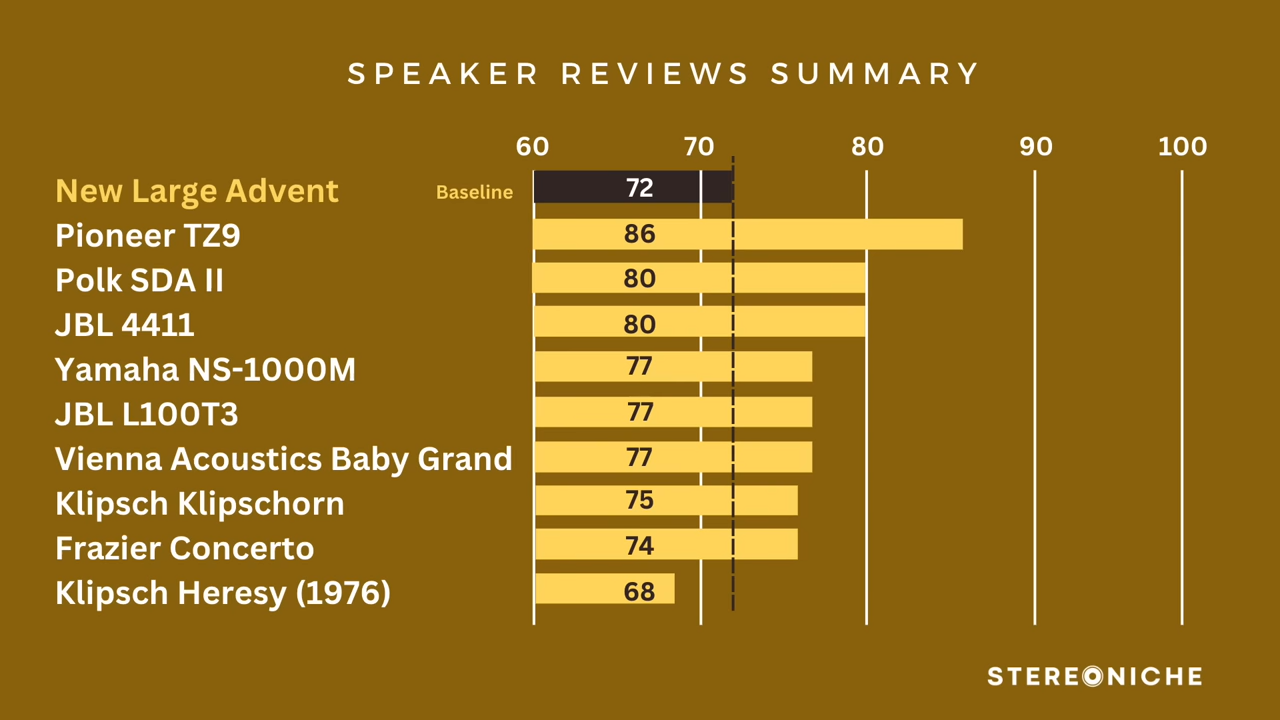 SPEAKER REVIEWS SUMMARY
60 70 80 90 100
New Large Advent Baseline 72
Pioneer TZ9 86
Polk SDA II 80
JBL 4411 80
Yamaha NS-1000M 77
JBL L100T3 77
Vienna Acoustics Baby Grand 77
Klipsch Klipschorn 75
Frazier Concerto 74
Klipsch Heresy (1976) 68
STEREONICHE